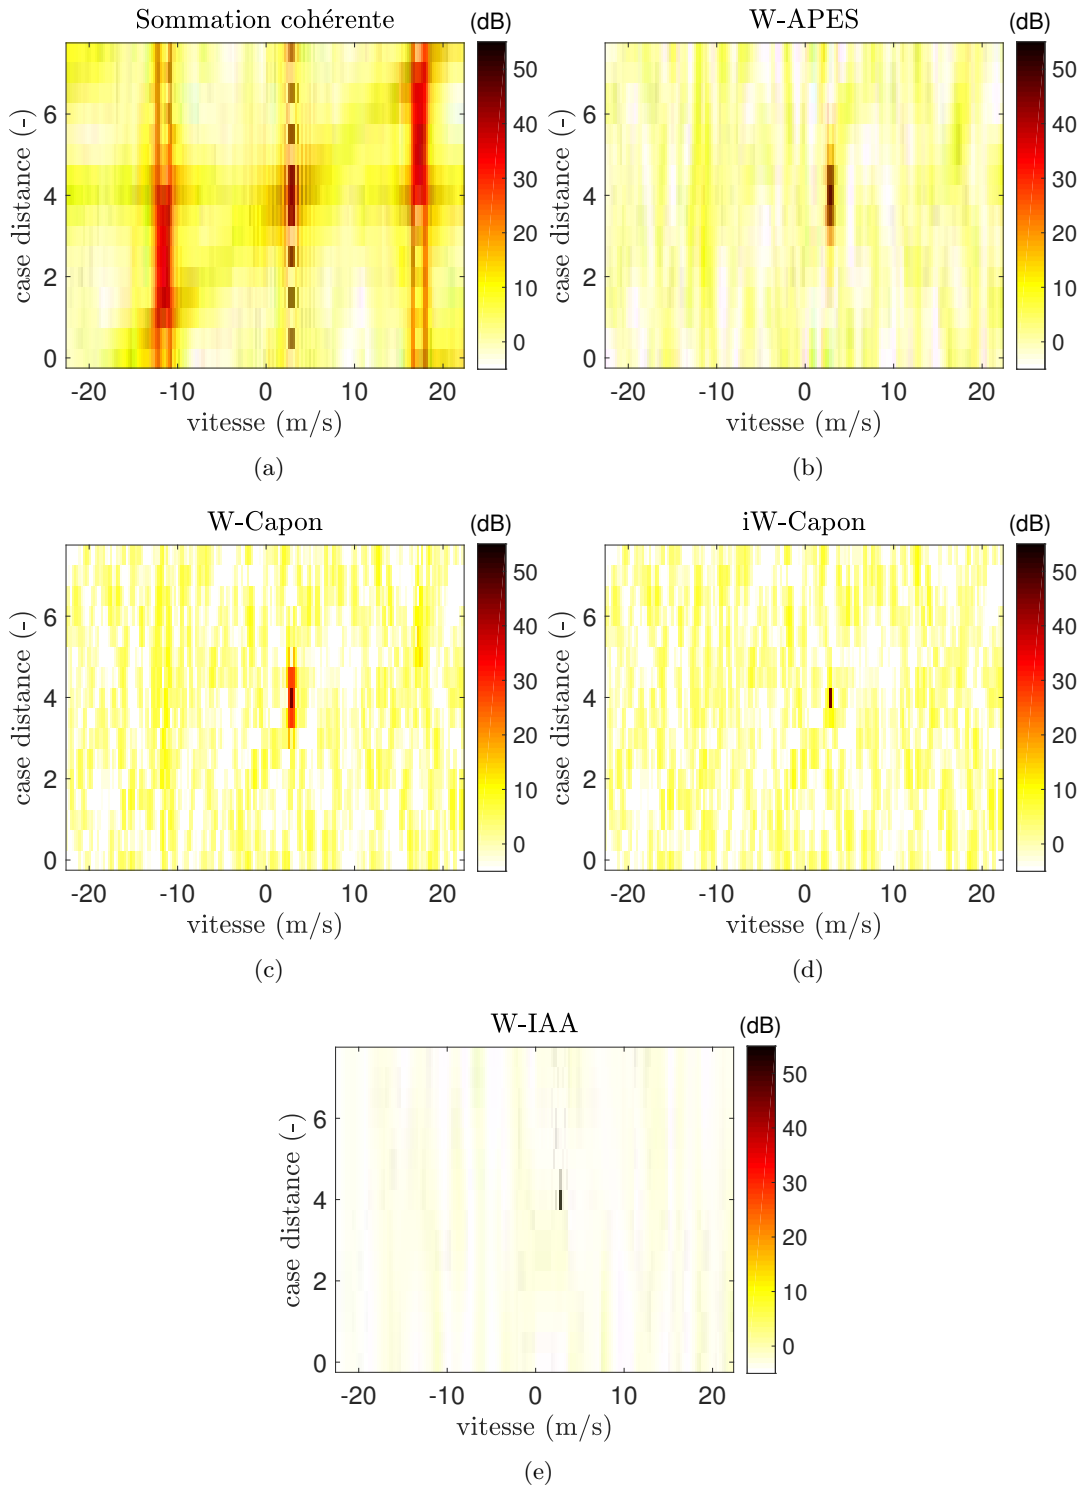 Sommation cohérente (dB)
case distance (-)
6
4
2
0
50
40
30
20
10
0
-20 -10 0 10 20
vitesse (m/s)
(a)
W-APES (dB)
case distance (-)
6
4
2
0
50
40
30
20
10
0
-20 -10 0 10 20
vitesse (m/s)
(b)
W-Capon (dB)
case distance (-)
6
4
2
0
50
40
30
20
10
0
-20 -10 0 10 20
vitesse (m/s)
(c)
iW-Capon (dB)
case distance (-)
6
4
2
0
50
40
30
20
10
0
-20 -10 0 10 20
vitesse (m/s)
(d)
W-IAA (dB)
case distance (-)
6
4
2
0
50
40
30
20
10
0
-20 -10 0 10 20
vitesse (m/s)
(e)